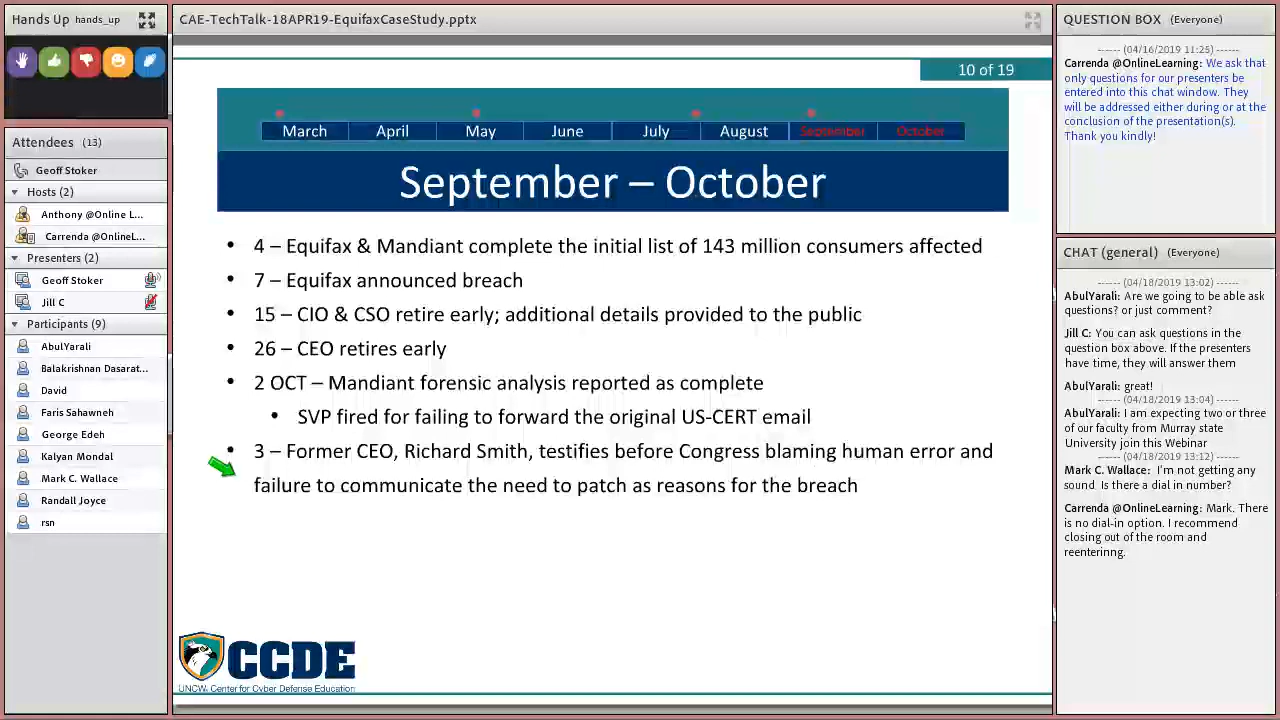 Hands Up hands_up
Attendees (13)
Geoff Stoker
Hosts (2)
Anthony @Online L...
Carrenda @OnlineL...
Presenters (2)
Geoff Stoker
Jill C
Participants (9)
AbulYarali
Balakrishnan Dasarat...
David
Faris Sahawneh
George Edeh
Kalyan Mondal
Mark C. Wallace
Randall Joyce
rsn
CAE-TechTalk-18APR19-EquifaxCaseStudy.pptx
10 of 19
March April May June July August September October
September – October
• 4 – Equifax & Mandiant complete the initial list of 143 million consumers affected
• 7 – Equifax announced breach
• 15 – CIO & CSO retire early; additional details provided to the public
• 26 – CEO retires early
• 2 OCT – Mandiant forensic analysis reported as complete
• SVP fired for failing to forward the original US-CERT email
• 3 – Former CEO, Richard Smith, testifies before Congress blaming human error and
failure to communicate the need to patch as reasons for the breach
CCDE
UNCW Center for Cyber Defense Education
QUESTION BOX (Everyone)
------ (04/16/2019 11:25) ------
Carrenda @OnlineLearning: We ask that
only questions for our presenters be
entered into this chat window. They
will be addressed either during or at the
conclusion of the presentation(s).
Thank you kindly!
CHAT (general) (Everyone)
------ (04/18/2019 13:02) ------
AbulYarali: Are we going to be able ask
questions? or just comment?
Jill C: You can ask questions in the
question box above. If the presenters
have time, they will answer them
AbulYarali: great!
------ (04/18/2019 13:04) ------
AbulYarali: I am expecting two or three
of our faculty from Murray state
University join this Webinar
------ (04/18/2019 13:12) ------
Mark C. Wallace: I'm not getting any
sound. Is there a dial in number?
Carrenda @OnlineLearning: Mark. There
is no dial-in option. I recommend
closing out of the room and
reenterinng.